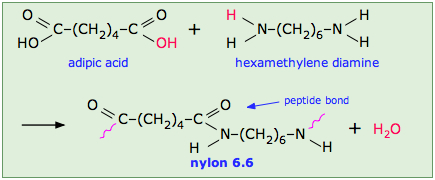 O O H H
C–(CH₂)₄–C + N–(CH₂)₆–N
HO OH H H
adipic acid hexamethylene diamine
O O peptide bond
C–(CH₂)₄–C
N–(CH₂)₆–N + H₂O
H H
nylon 6.6